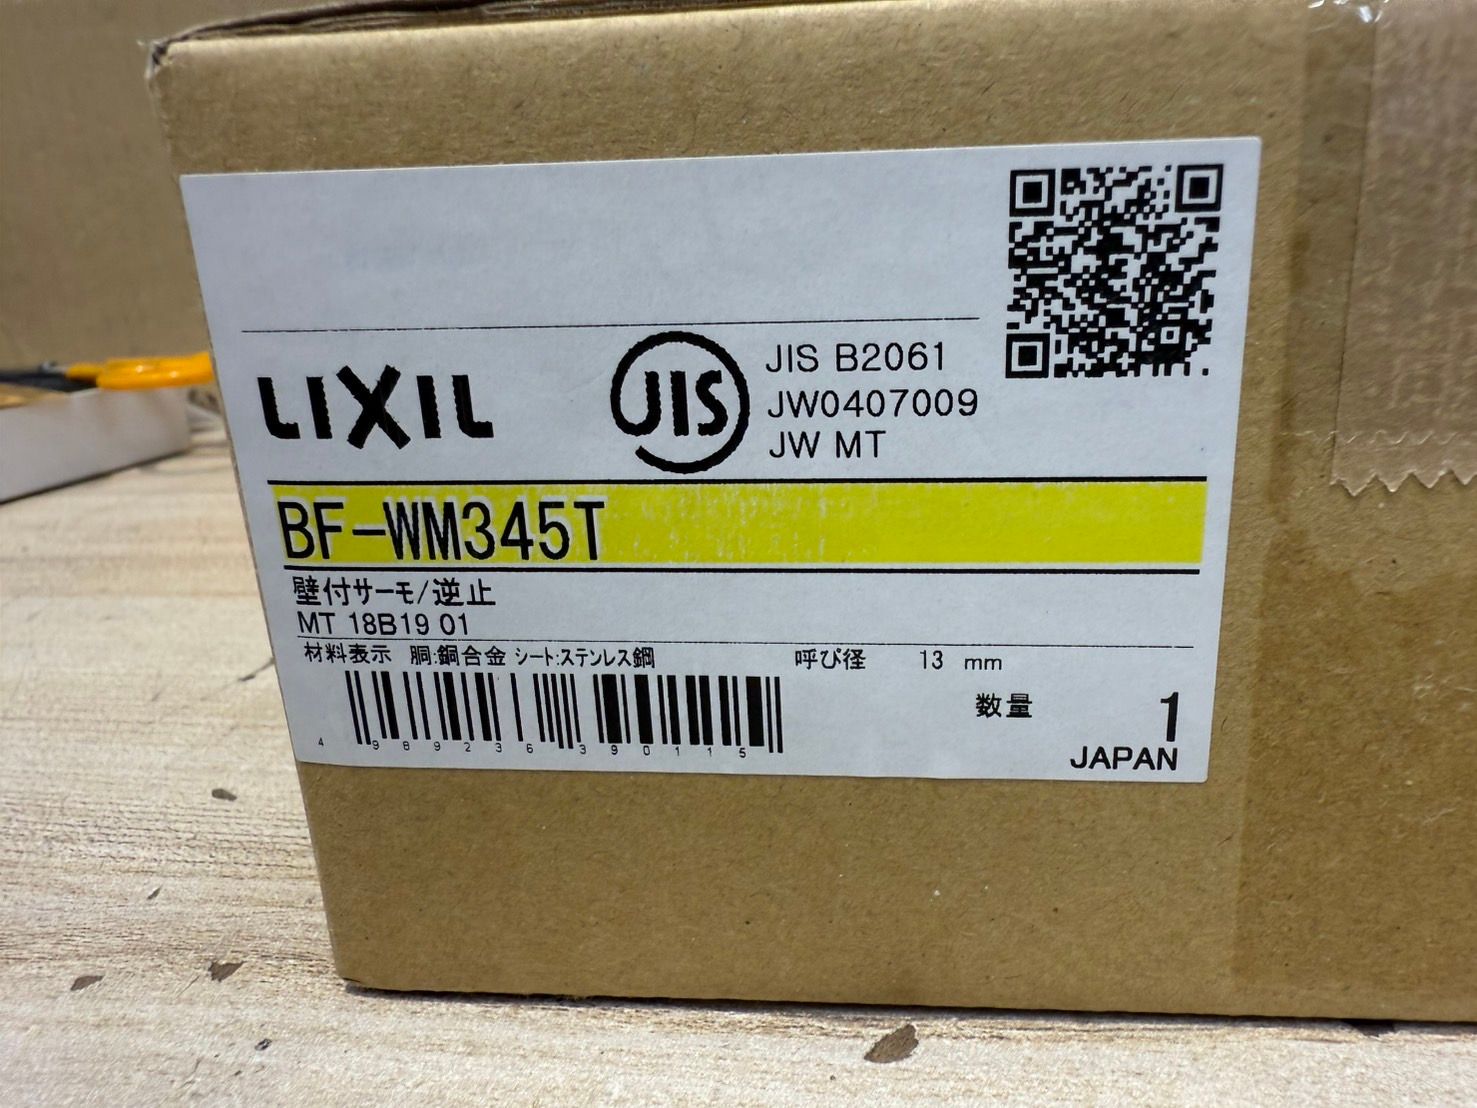 LIXIL
JIS
JIS B2061
JW0407009
JW MT
BF-WM345T
壁付サーモ/逆止
MT 18B19 01
材料表示 胴:銅合金 シート:ステンレス鋼 呼び径 13 mm
4 989236 390115
数量 1
JAPAN